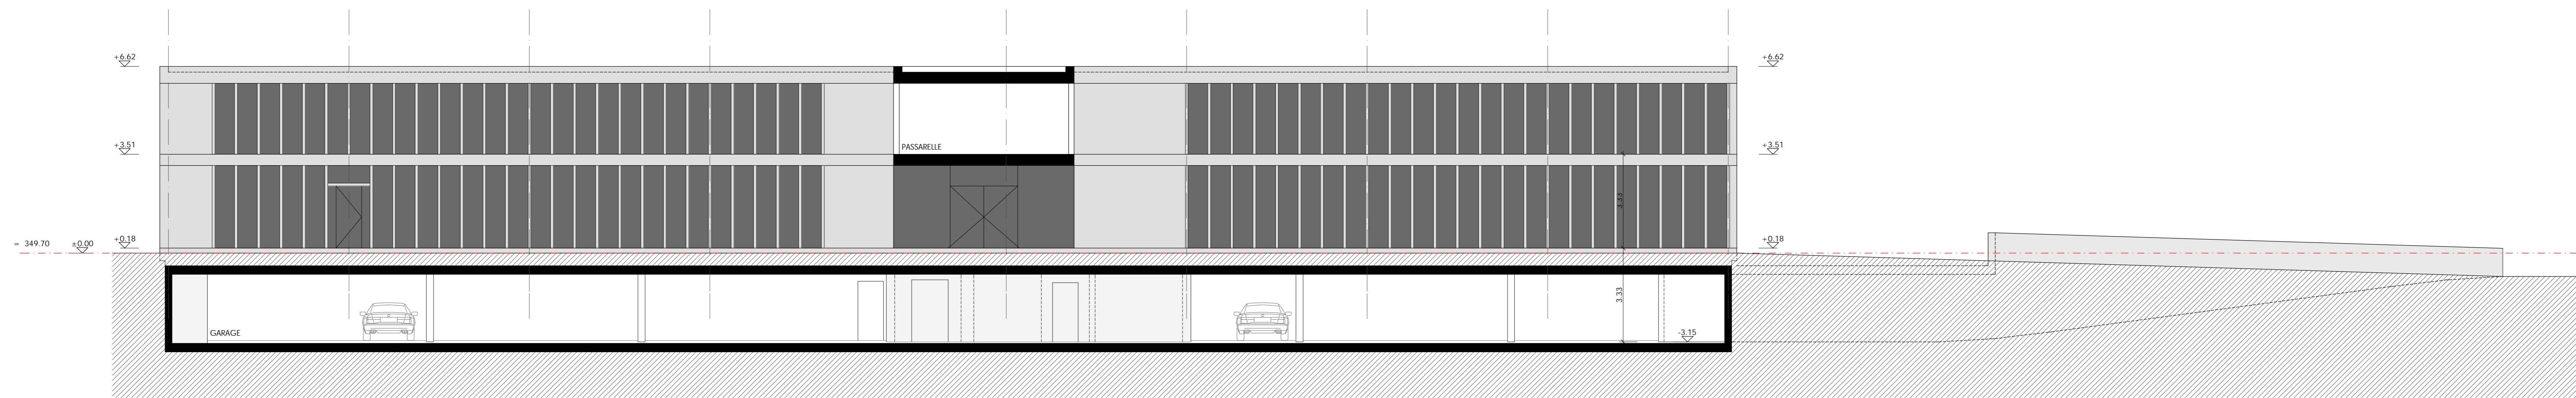 +6.62
+6.62
PASSARELLE
+3.51
+3.51
3.33
= 349.70 ±0.00 +0.18
+0.18
3.33
GARAGE
-3.15